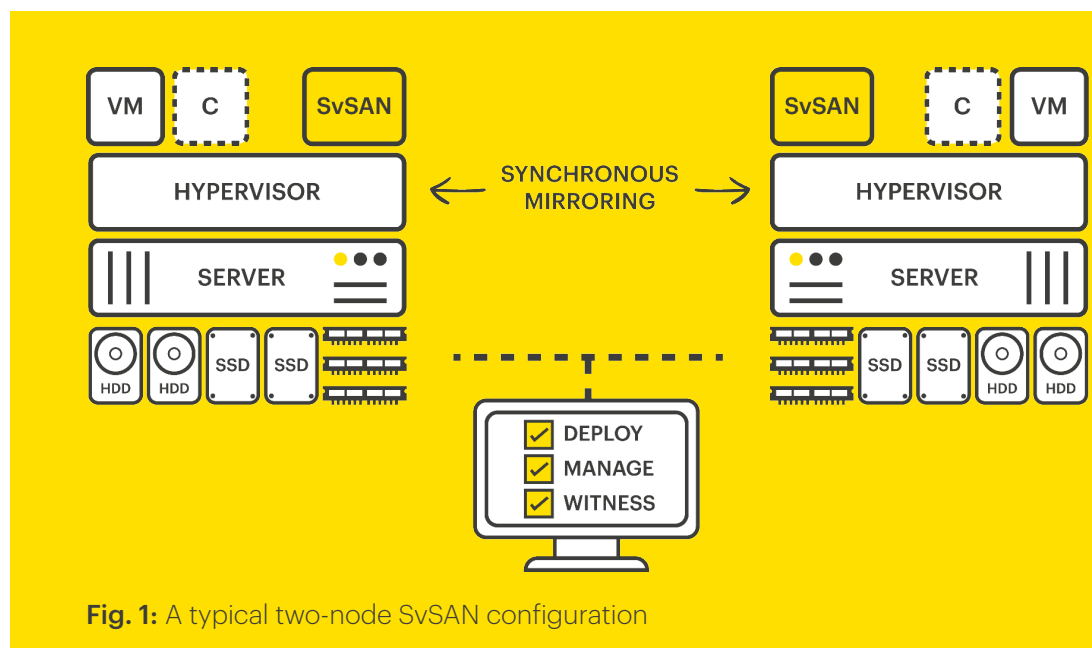 VM C SvSAN
HYPERVISOR
SERVER
HDD HDD SSD SSD
SYNCHRONOUS
MIRRORING
SvSAN C VM
HYPERVISOR
SERVER
SSD SSD HDD HDD
DEPLOY
MANAGE
WITNESS
Fig. 1: A typical two-node SvSAN configuration